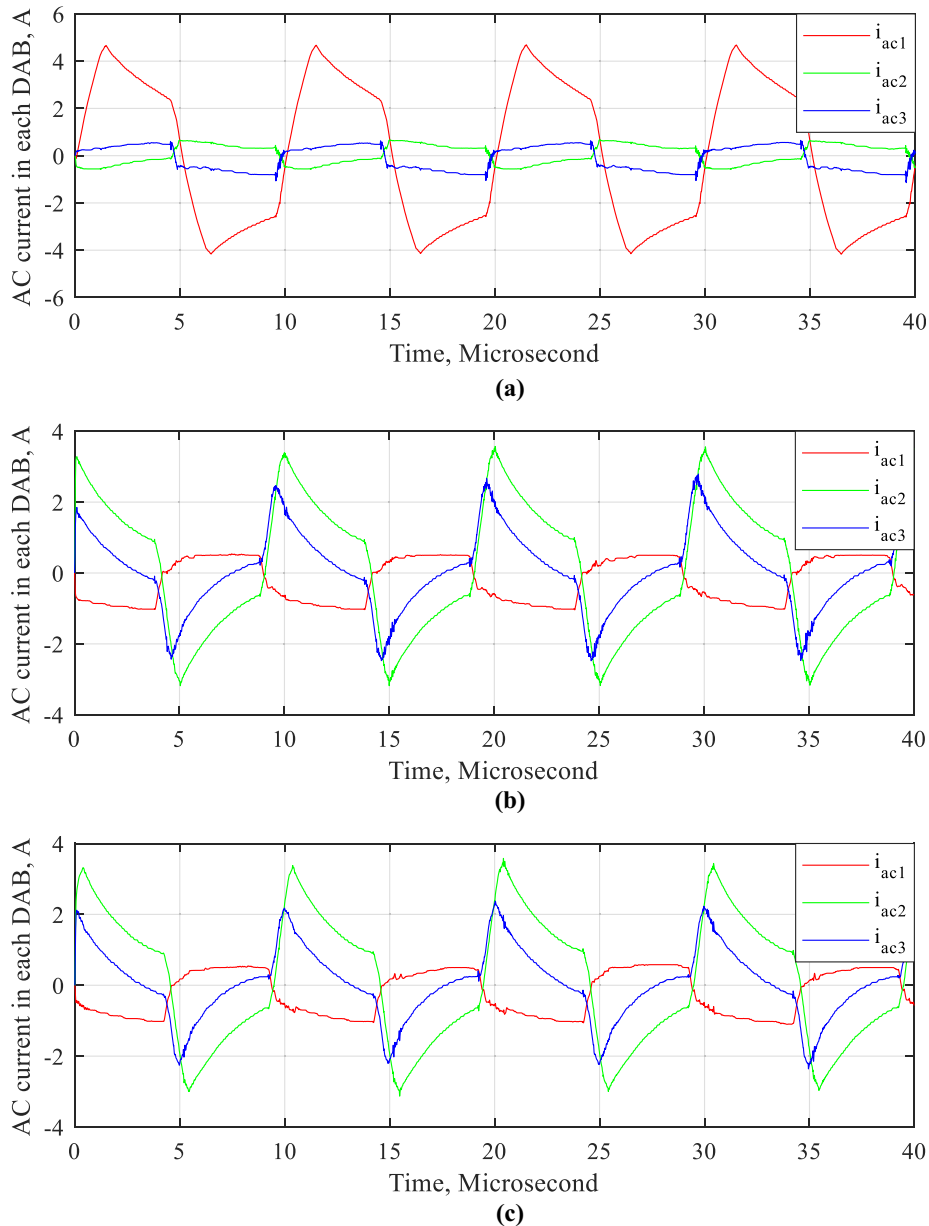 AC current in each DAB, A
6
4
2
0
-2
-4
-6
i_ac1
i_ac2
i_ac3
0 5 10 15 20 25 30 35 40
Time, Microsecond
(a)
AC current in each DAB, A
4
2
0
-2
-4
i_ac1
i_ac2
i_ac3
0 5 10 15 20 25 30 35 40
Time, Microsecond
(b)
AC current in each DAB, A
4
2
0
-2
-4
i_ac1
i_ac2
i_ac3
0 5 10 15 20 25 30 35 40
Time, Microsecond
(c)